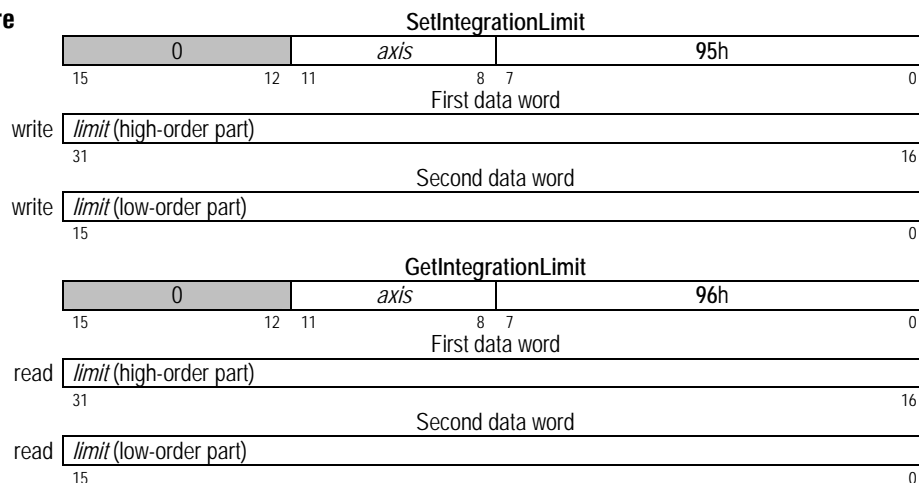 re
SetIntegrationLimit
0 axis 95h
15 12 11 8 7 0
First data word
write limit (high-order part)
31 16
Second data word
write limit (low-order part)
15 0
GetIntegrationLimit
0 axis 96h
15 12 11 8 7 0
First data word
read limit (high-order part)
31 16
Second data word
read limit (low-order part)
15 0